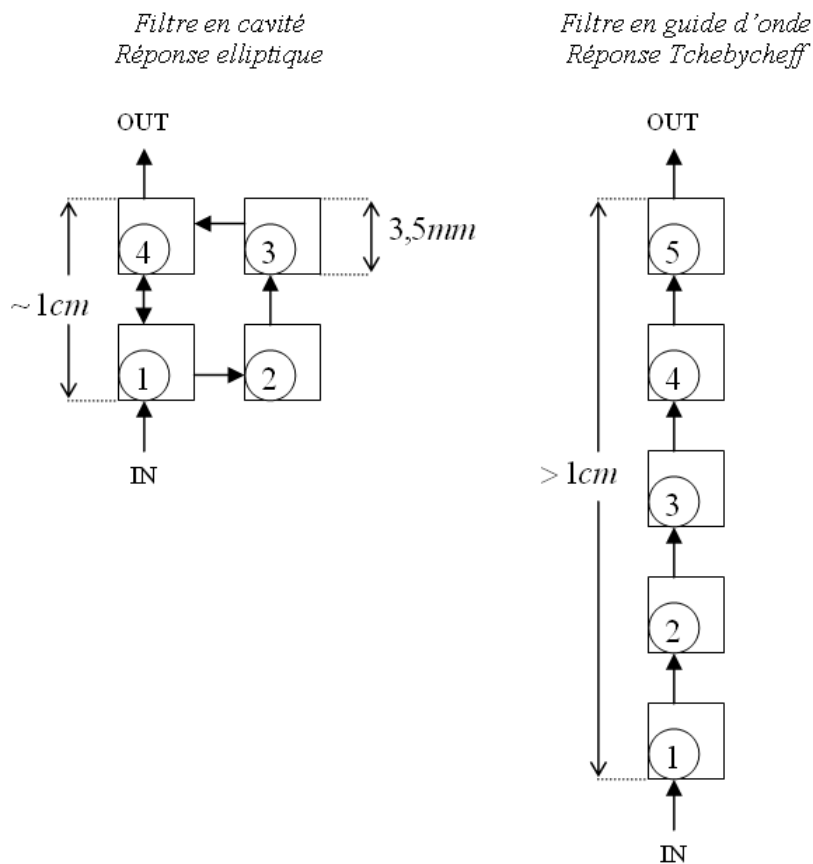 Filtre en cavité
Réponse elliptique
OUT
4
3
3,5mm
~ 1cm
1
2
IN
Filtre en guide d'onde
Réponse Tchebycheff
OUT
5
4
3
> 1cm
2
1
IN